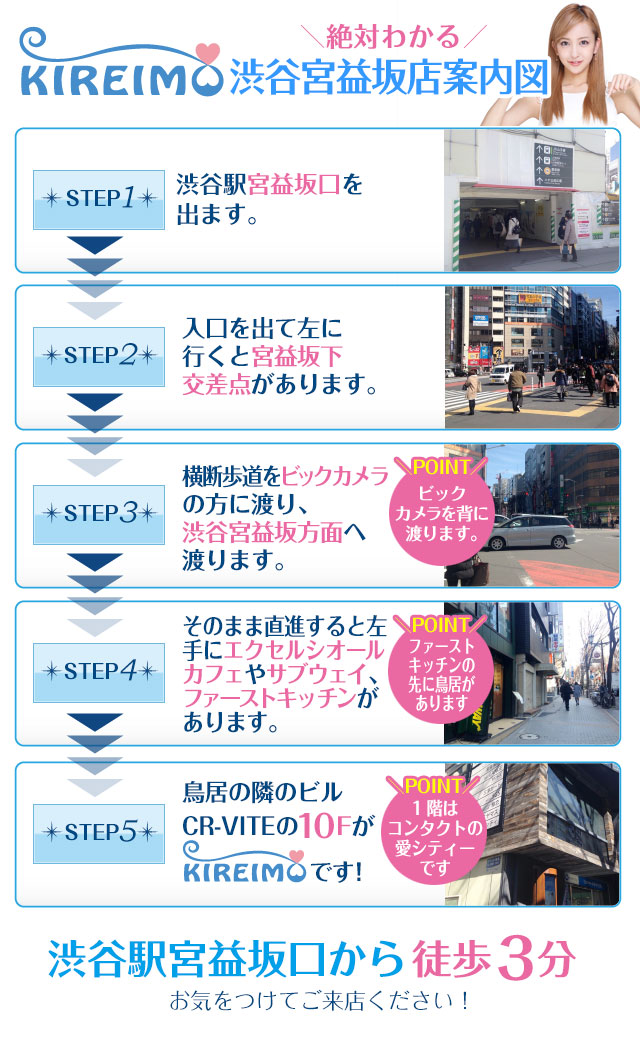 ＼絶対わかる／
KIREIMO 渋谷宮益坂店案内図
STEP1
渋谷駅宮益坂口を
出ます。
STEP2
入口を出て左に
行くと宮益坂下
交差点があります。
STEP3
横断歩道をビックカメラ
の方に渡り、
渋谷宮益坂方面へ
渡ります。
POINT
ビック
カメラを背に
渡ります。
STEP4
そのまま直進すると左
手にエクセルシオール
カフェやサブウェイ、
ファーストキッチンが
あります。
POINT
ファースト
キッチンの
先に鳥居が
あります
WAY
STEP5
鳥居の隣のビル
CR-VITEの10Fが
KIREIMOです!
POINT
1階は
コンタクトの
愛シティー
です
渋谷駅宮益坂口から徒歩3分
お気をつけてご来店ください！